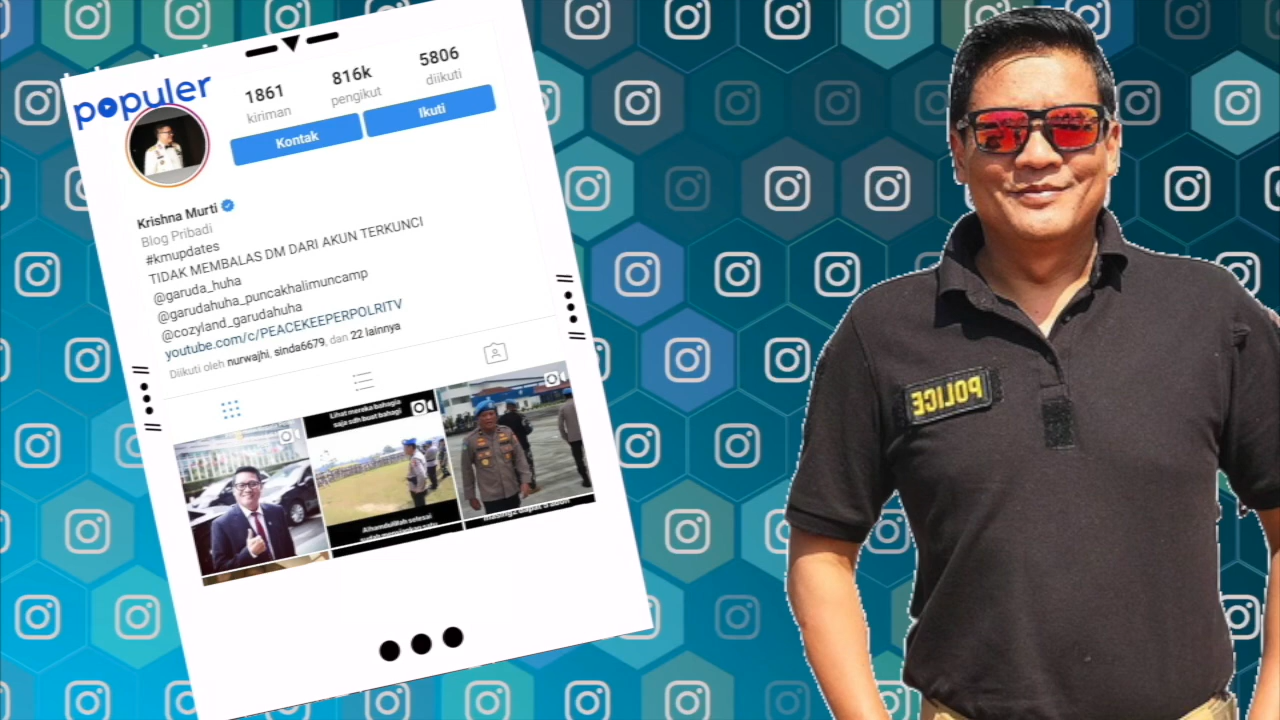 populer
1861
kiriman
816k
pengikut
5806
diikuti
Kontak
Ikuti
Krishna Murti
Blog Pribadi
#kmupdates
TIDAK MEMBALAS DM DARI AKUN TERKUNCI
@garuda_huha
@garudahuha_puncakhalimuncamp
@cozyland_garudahuha
youtube.com/c/PEACEKEEPERPOLRITV
Diikuti oleh nurwajhi, sinda6679, dan 22 lainnya
Lihat mereka bahagia
saja sdh buat bahagi
Alhamdulillah selesai
POLICE